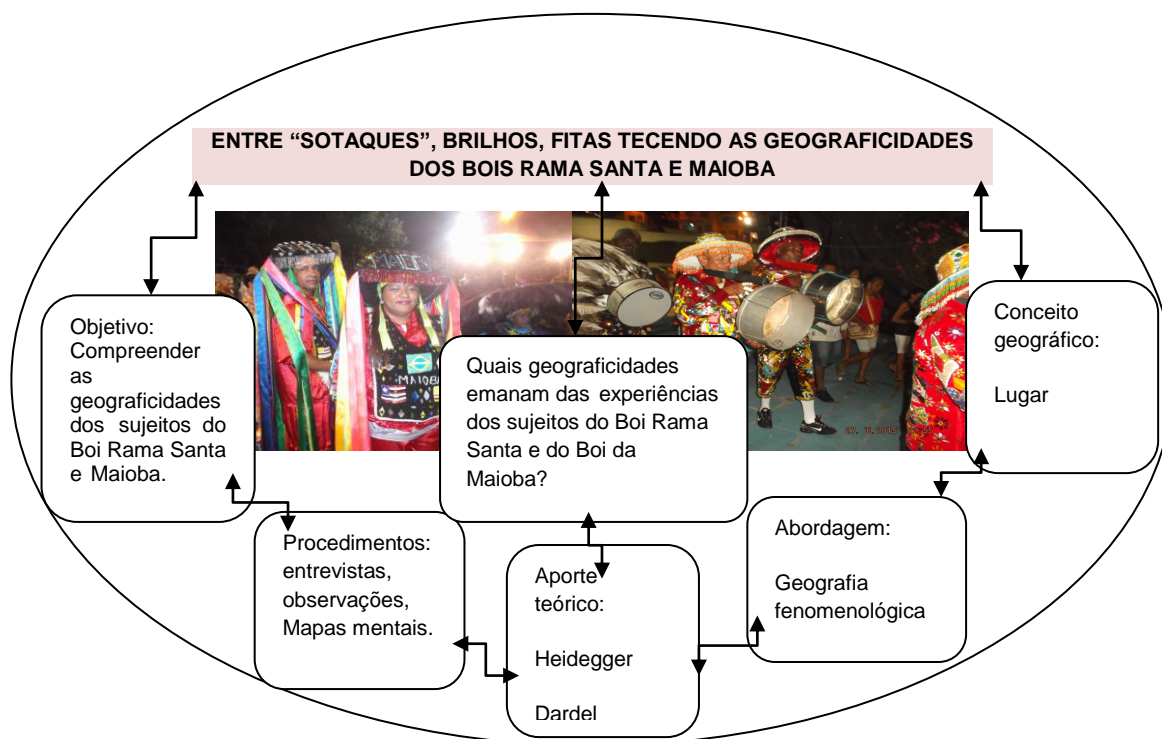 ENTRE “SOTAQUES”, BRILHOS, FITAS TECENDO AS GEOGRAFICIDADES
DOS BOIS RAMA SANTA E MAIOBA
MAIOBA
Objetivo:
Compreender
as
geograficidades
dos sujeitos do
Boi Rama Santa
e Maioba.
Quais geograficidades
emanam das experiências
dos sujeitos do Boi Rama
Santa e do Boi da
Maioba?
Conceito
geográfico:
Lugar
Procedimentos:
entrevistas,
observações,
Mapas mentais.
Aporte
teórico:
Heidegger
Dardel
Abordagem:
Geografia
fenomenológica